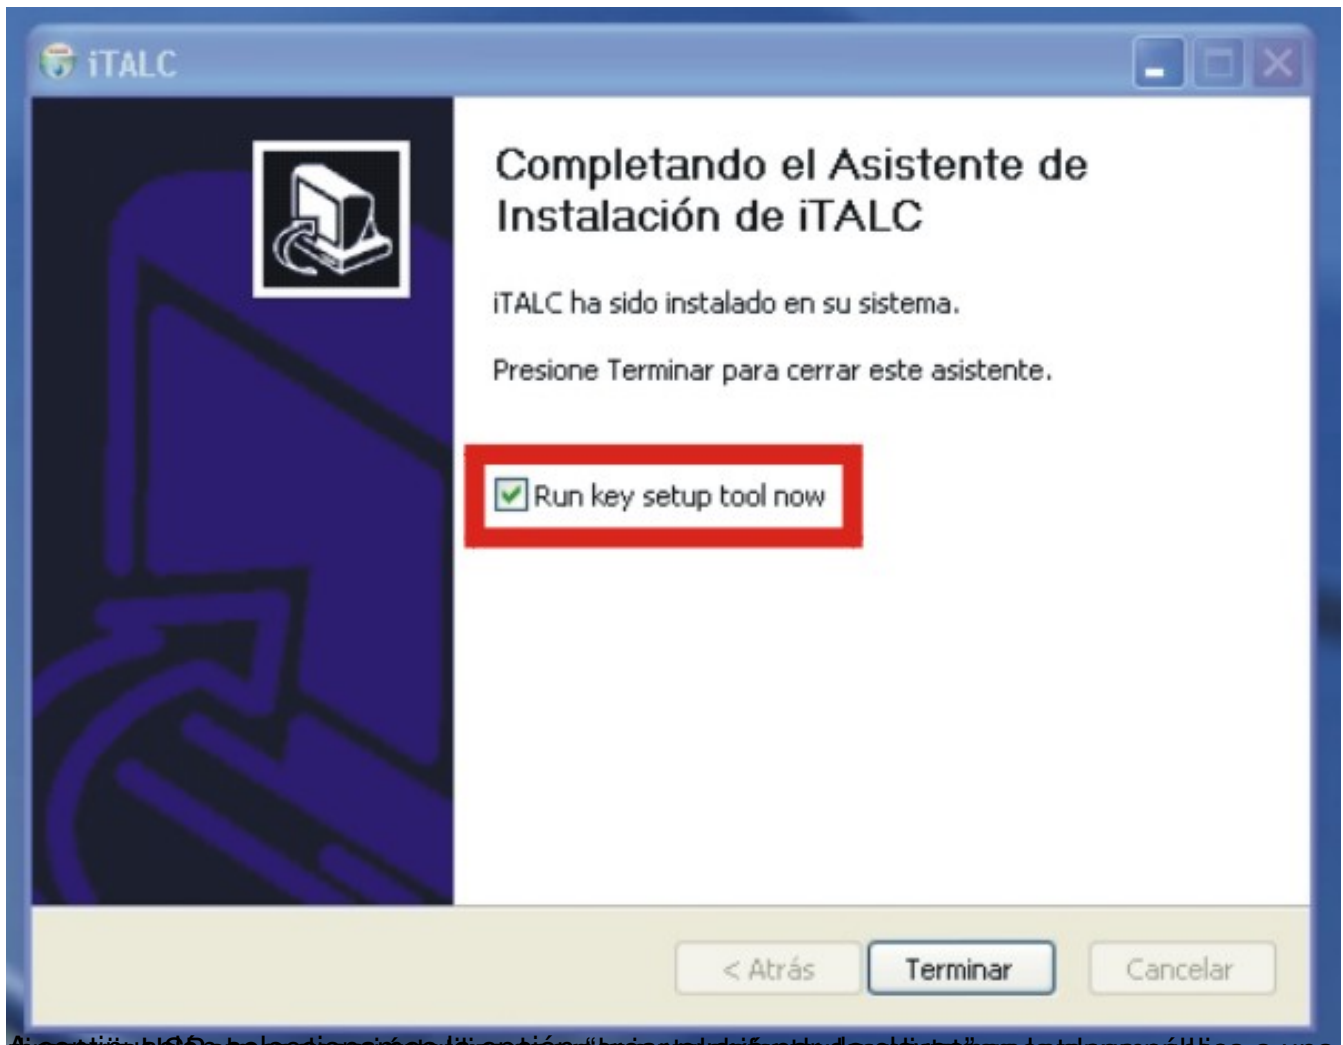 iTALC
Completando el Asistente de
Instalación de iTALC
iTALC ha sido instalado en su sistema.
Presione Terminar para cerrar este asistente.
Run key setup tool now
< Atrás
Terminar
Cancelar